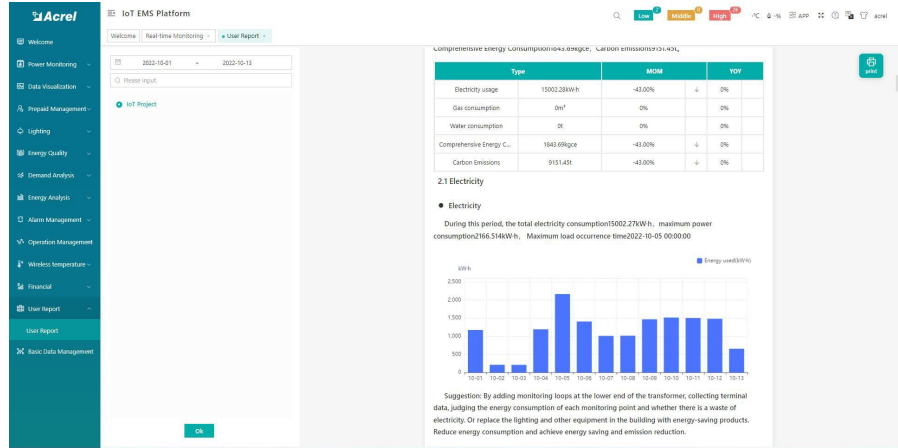 Acrel
IoT EMS Platform
Low
Middle
High
℃
-%
APP
acrel
Welcome
Real-time Monitoring
User Report
Welcome
Power Monitoring
Data Visualization
Prepaid Management
Lighting
Energy Quality
Demand Analysis
Energy Analysis
Alarm Management
Operation Management
Wireless temperature
Financial
User Report
User Report
Basic Data Management
2022-10-01 ~ 2022-10-13
Please input
IoT Project
Ok
print
Comprehensive Energy Consumption1843.69kgce, Carbon Emissions9151.45t,
Type MOM YOY
Electricity usage 15002.28kW·h -43.00% ↓ 0%
Gas consumption 0m³ 0% 0%
Water consumption 0t 0% 0%
Comprehensive Energy C... 1843.69kgce -43.00% ↓ 0%
Carbon Emissions 9151.45t -43.00% ↓ 0%
2.1 Electricity
● Electricity
During this period, the total electricity consumption15002.27kW·h, maximum power
consumption2166.514kW·h, Maximum load occurrence time2022-10-05 00:00:00
Energy used(kW·h)
kW·h
2,500
2,000
1,500
1,000
500
0
10-01 10-02 10-03 10-04 10-05 10-06 10-07 10-08 10-09 10-10 10-11 10-12 10-13
Suggestion: By adding monitoring loops at the lower end of the transformer, collecting terminal
data, judging the energy consumption of each monitoring point and whether there is a waste of
electricity. Or replace the lighting and other equipment in the building with energy-saving products.
Reduce energy consumption and achieve energy saving and emission reduction.